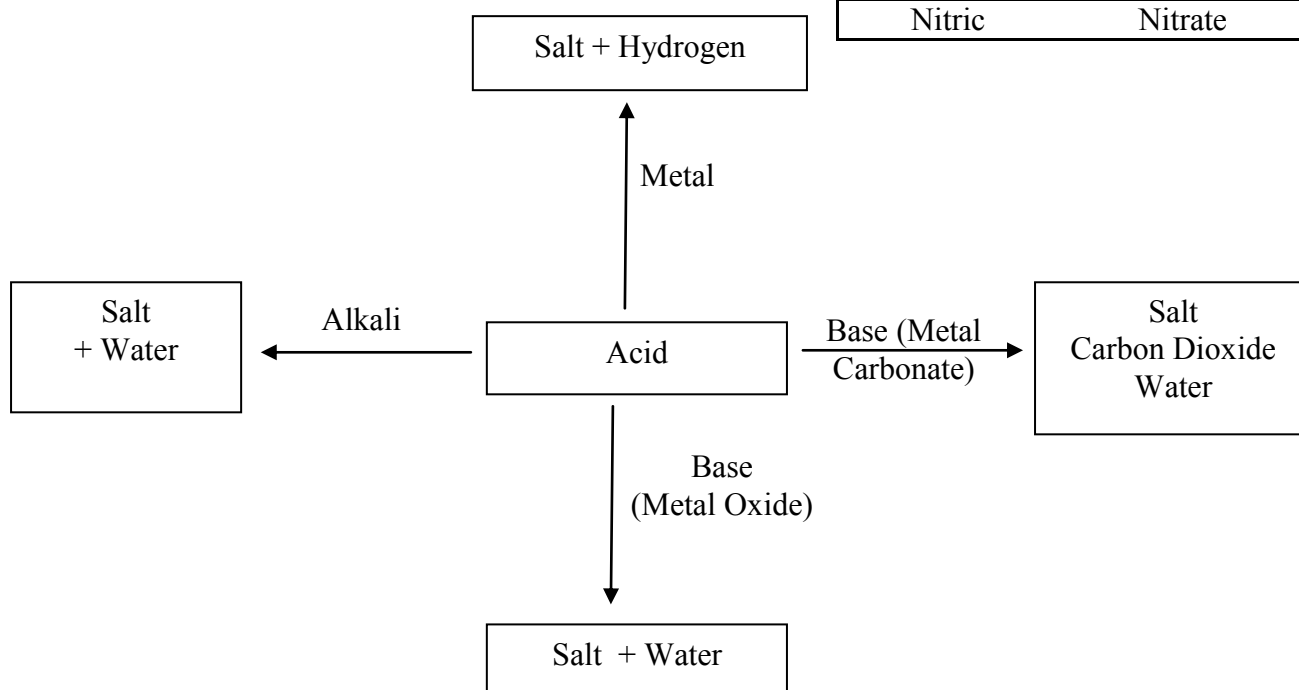 Nitric Nitrate
Salt + Hydrogen
Metal
Salt
+ Water
Alkali
Acid
Base (Metal
Carbonate)
Salt
Carbon Dioxide
Water
Base
(Metal Oxide)
Salt + Water